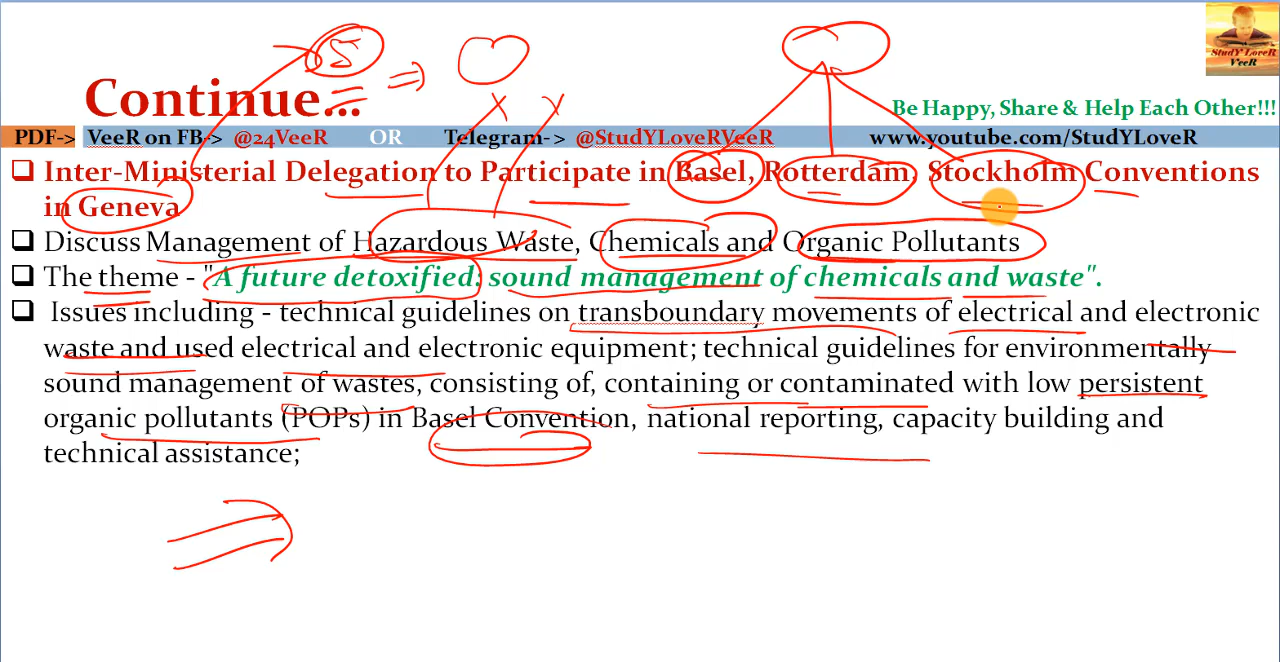 StudY LoveR
VeeR
5
Continue...
Be Happy, Share & Help Each Other!!!
PDF-> VeeR on FB-> @24VeeR OR Telegram-> @StudYLoveRVeeR www.youtube.com/StudYLoveR
Inter-Ministerial Delegation to Participate in Basel, Rotterdam, Stockholm Conventions
in Geneva
Discuss Management of Hazardous Waste, Chemicals and Organic Pollutants
The theme - "A future detoxified: sound management of chemicals and waste".
Issues including - technical guidelines on transboundary movements of electrical and electronic
waste and used electrical and electronic equipment; technical guidelines for environmentally
sound management of wastes, consisting of, containing or contaminated with low persistent
organic pollutants (POPs) in Basel Convention, national reporting, capacity building and
technical assistance;